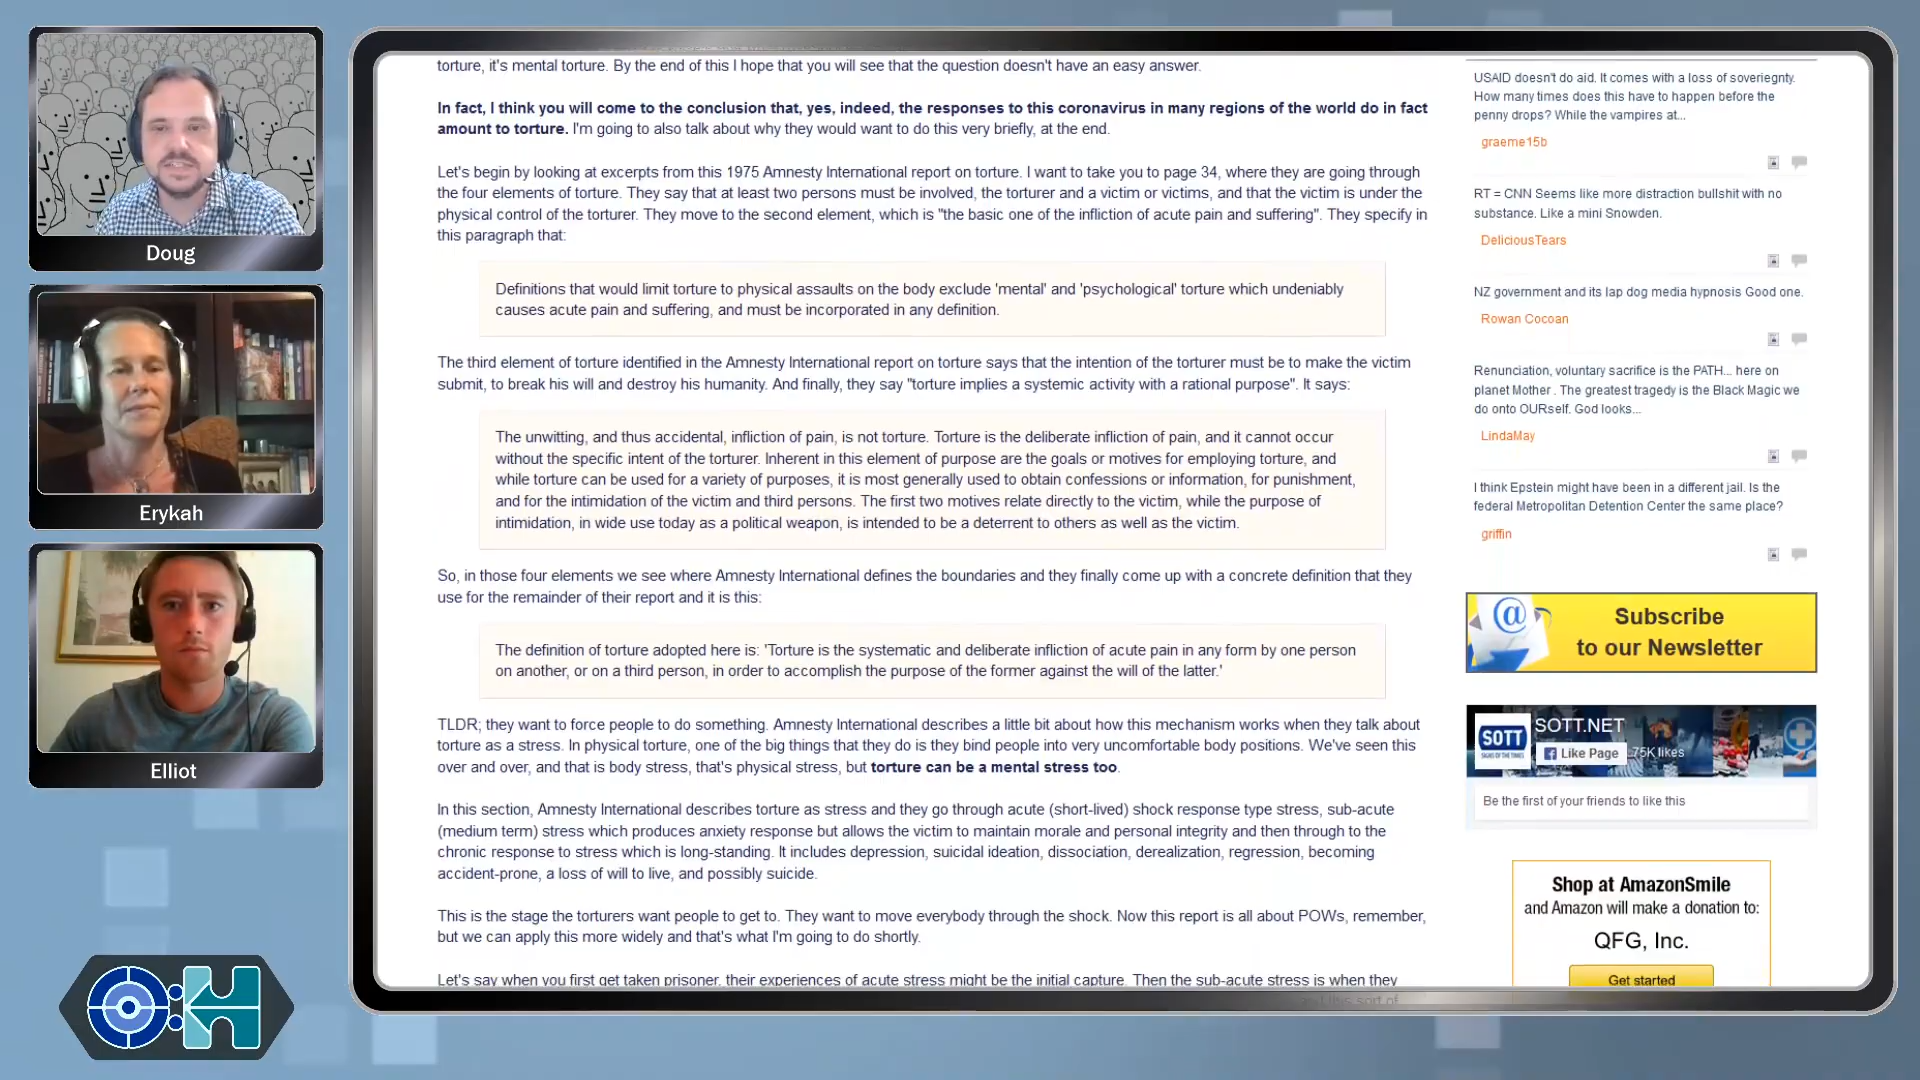 Doug
Erykah
Elliot
torture, it's mental torture. By the end of this I hope that you will see that the question doesn't have an easy answer.
In fact, I think you will come to the conclusion that, yes, indeed, the responses to this coronavirus in many regions of the world do in fact
amount to torture. I'm going to also talk about why they would want to do this very briefly, at the end.
Let's begin by looking at excerpts from this 1975 Amnesty International report on torture. I want to take you to page 34, where they are going through
the four elements of torture. They say that at least two persons must be involved, the torturer and a victim or victims, and that the victim is under the
physical control of the torturer. They move to the second element, which is "the basic one of the infliction of acute pain and suffering". They specify in
this paragraph that:
Definitions that would limit torture to physical assaults on the body exclude 'mental' and 'psychological' torture which undeniably
causes acute pain and suffering, and must be incorporated in any definition.
The third element of torture identified in the Amnesty International report on torture says that the intention of the torturer must be to make the victim
submit, to break his will and destroy his humanity. And finally, they say "torture implies a systemic activity with a rational purpose". It says:
The unwitting, and thus accidental, infliction of pain, is not torture. Torture is the deliberate infliction of pain, and it cannot occur
without the specific intent of the torturer. Inherent in this element of purpose are the goals or motives for employing torture, and
while torture can be used for a variety of purposes, it is most generally used to obtain confessions or information, for punishment,
and for the intimidation of the victim and third persons. The first two motives relate directly to the victim, while the purpose of
intimidation, in wide use today as a political weapon, is intended to be a deterrent to others as well as the victim.
So, in those four elements we see where Amnesty International defines the boundaries and they finally come up with a concrete definition that they
use for the remainder of their report and it is this:
The definition of torture adopted here is: 'Torture is the systematic and deliberate infliction of acute pain in any form by one person
on another, or on a third person, in order to accomplish the purpose of the former against the will of the latter.'
TLDR; they want to force people to do something. Amnesty International describes a little bit about how this mechanism works when they talk about
torture as a stress. In physical torture, one of the big things that they do is they bind people into very uncomfortable body positions. We've seen this
over and over, and that is body stress, that's physical stress, but torture can be a mental stress too.
In this section, Amnesty International describes torture as stress and they go through acute (short-lived) shock response type stress, sub-acute
(medium term) stress which produces anxiety response but allows the victim to maintain morale and personal integrity and then through to the
chronic response to stress which is long-standing. It includes depression, suicidal ideation, dissociation, derealization, regression, becoming
accident-prone, a loss of will to live, and possibly suicide.
This is the stage the torturers want people to get to. They want to move everybody through the shock. Now this report is all about POWs, remember,
but we can apply this more widely and that's what I'm going to do shortly.
Let's say when you first get taken prisoner, their experiences of acute stress might be the initial capture. Then the sub-acute stress is when they
USAID doesn't do aid. It comes with a loss of soveriegnty.
How many times does this have to happen before the
penny drops? While the vampires at...
graeme15b
RT = CNN Seems like more distraction bullshit with no
substance. Like a mini Snowden.
DeliciousTears
NZ government and its lap dog media hypnosis Good one.
Rowan Cocoan
Renunciation, voluntary sacrifice is the PATH... here on
planet Mother . The greatest tragedy is the Black Magic we
do onto OURself. God looks...
LindaMay
I think Epstein might have been in a different jail. Is the
federal Metropolitan Detention Center the same place?
griffin
Subscribe
to our Newsletter
SOTT
SIGNS OF THE TIMES
SOTT.NET
Like Page
75K likes
Be the first of your friends to like this
Shop at AmazonSmile
and Amazon will make a donation to:
QFG, Inc.
Get started